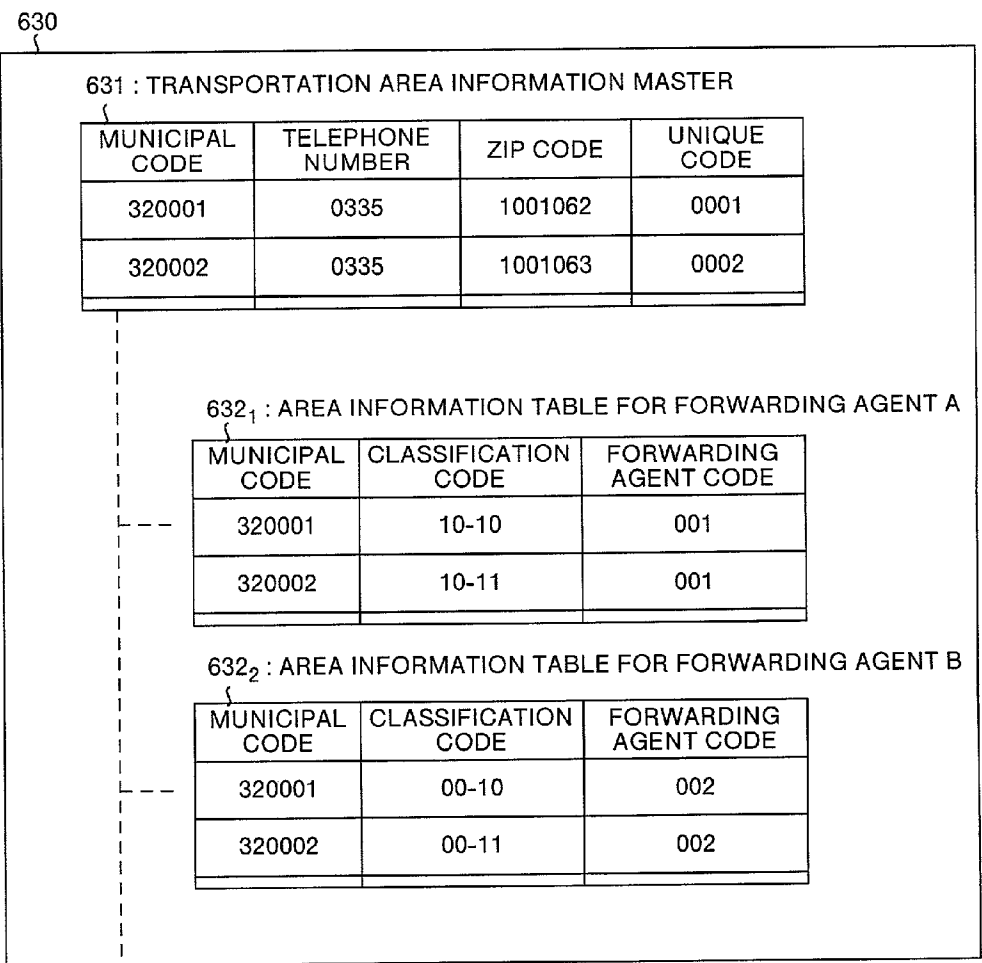 630
631 : TRANSPORTATION AREA INFORMATION MASTER
MUNICIPAL CODE TELEPHONE NUMBER ZIP CODE UNIQUE CODE
320001 0335 1001062 0001
320002 0335 1001063 0002
632₁ : AREA INFORMATION TABLE FOR FORWARDING AGENT A
MUNICIPAL CODE CLASSIFICATION CODE FORWARDING AGENT CODE
320001 10-10 001
320002 10-11 001
632₂ : AREA INFORMATION TABLE FOR FORWARDING AGENT B
MUNICIPAL CODE CLASSIFICATION CODE FORWARDING AGENT CODE
320001 00-10 002
320002 00-11 002